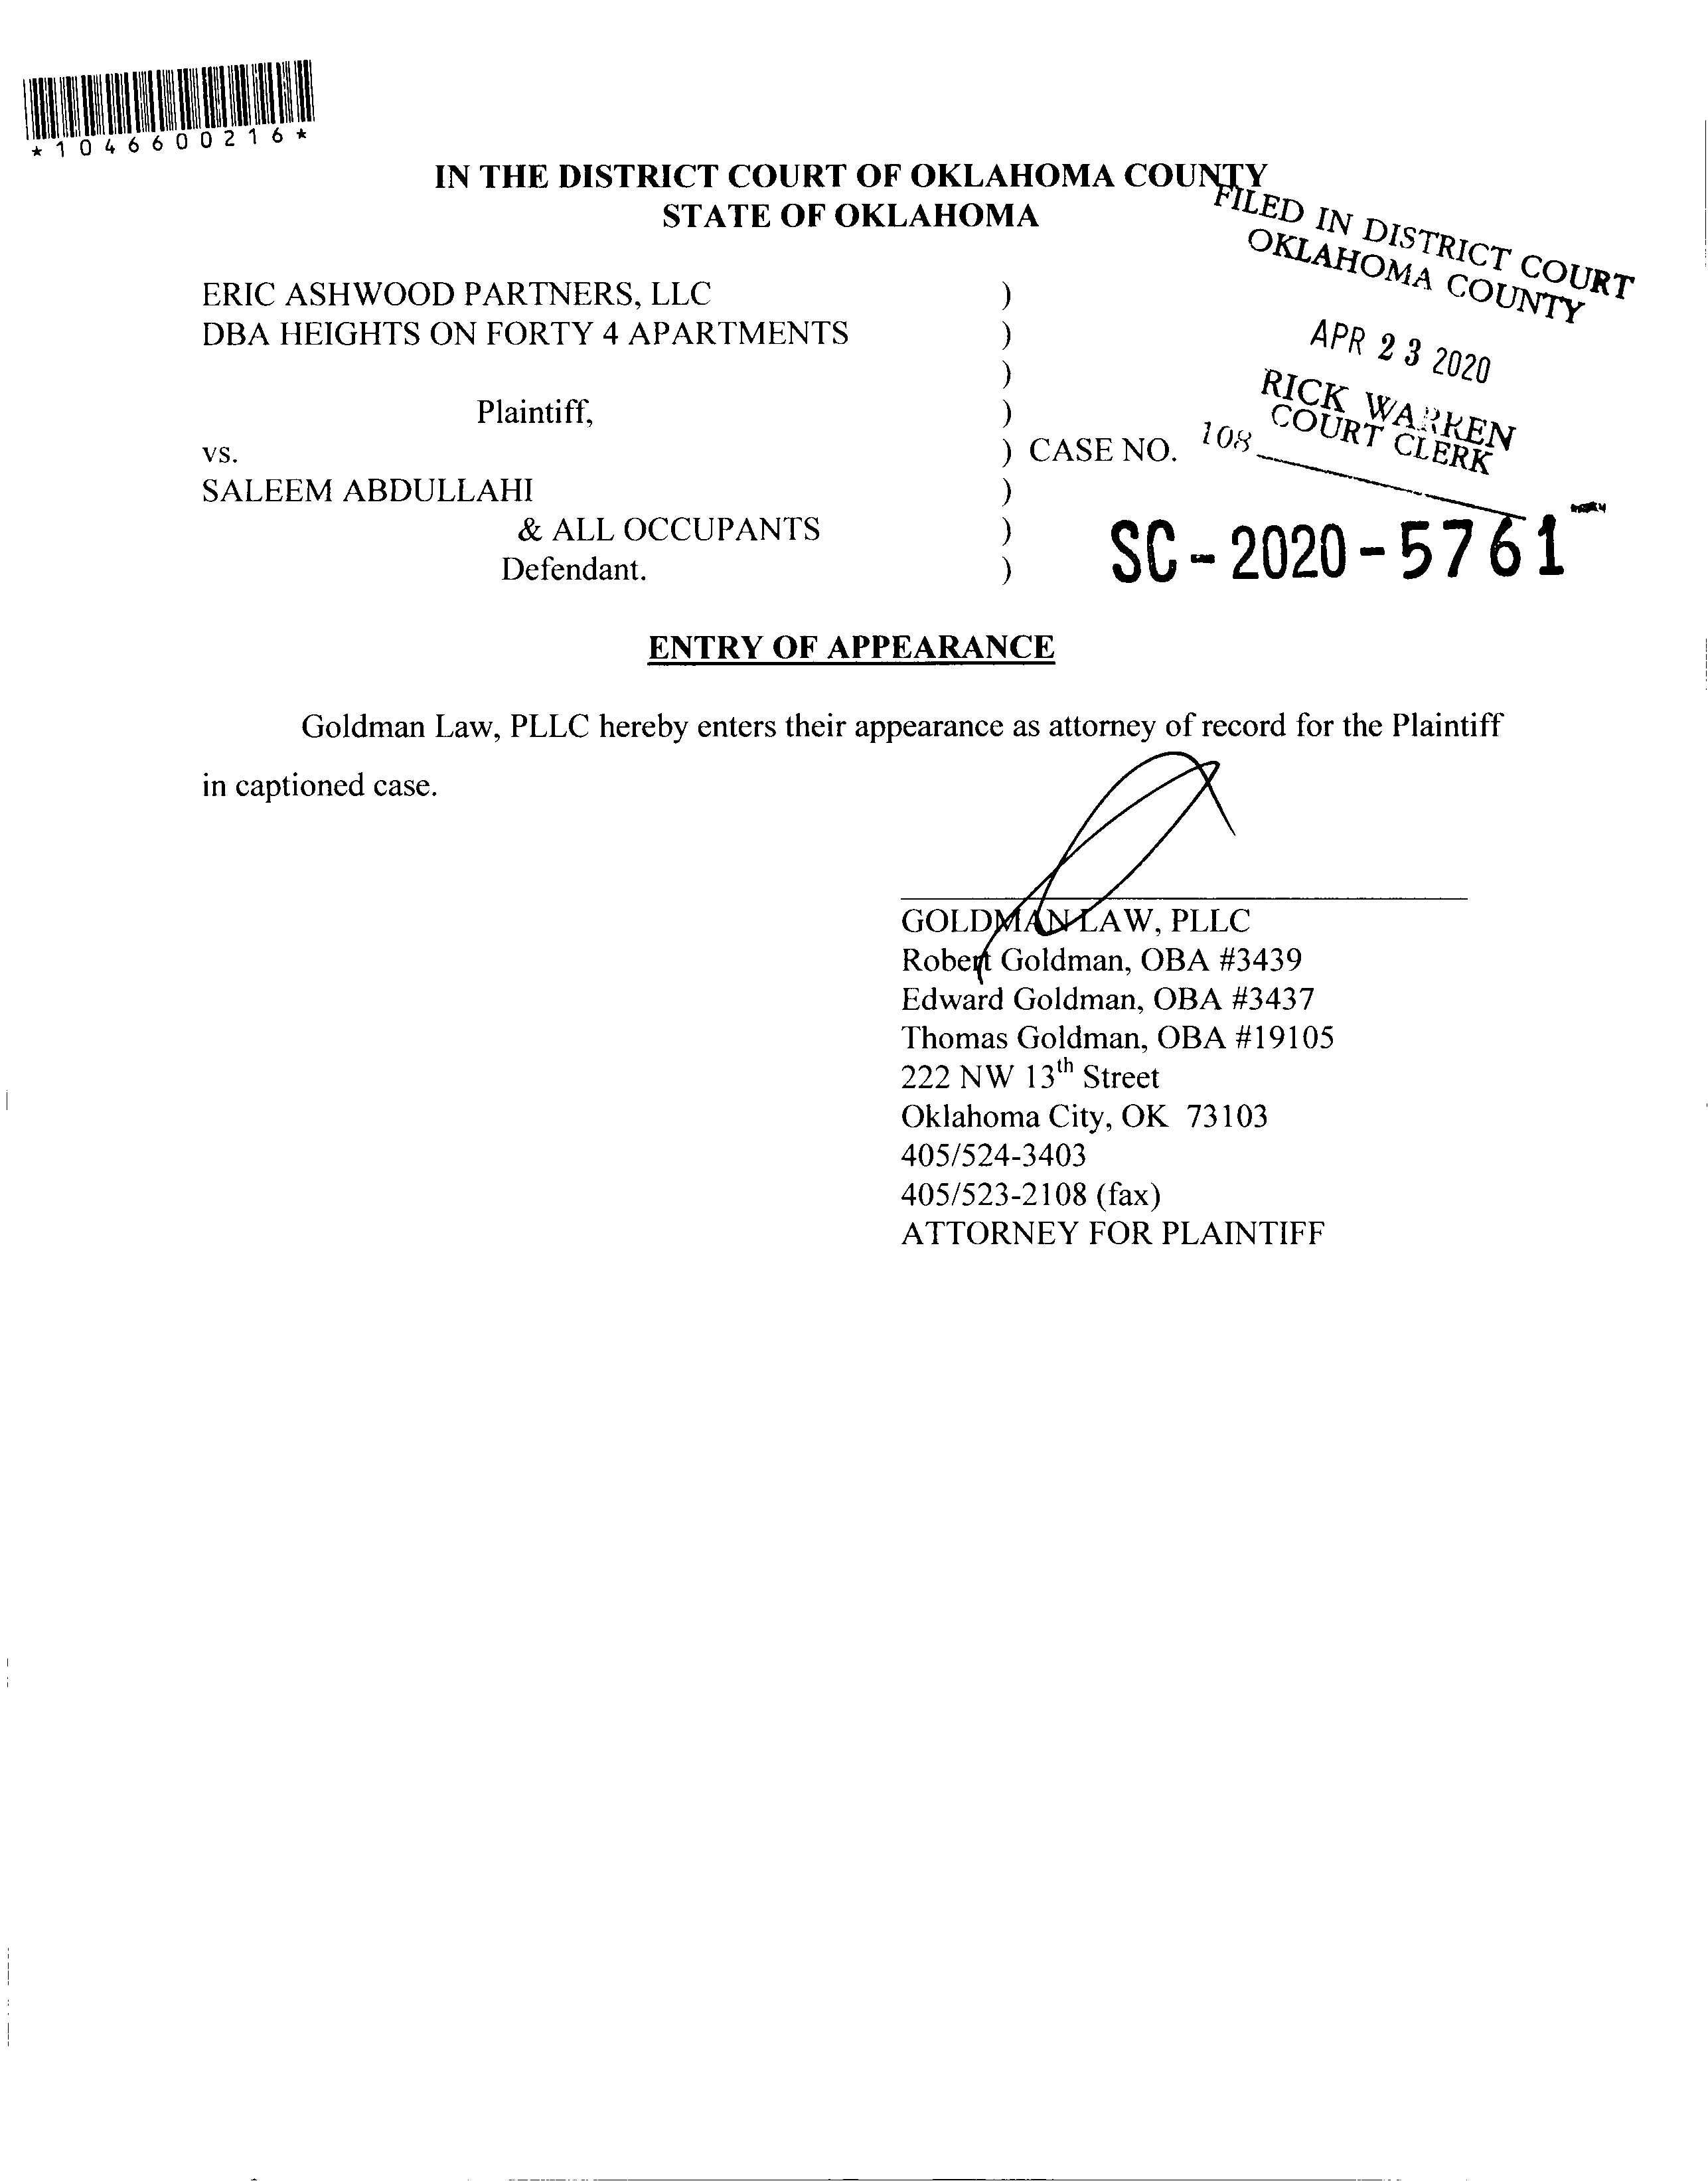 *1046600216*
IN THE DISTRICT COURT OF OKLAHOMA COUNTY
STATE OF OKLAHOMA
FILED IN DISTRICT COURT
OKLAHOMA COUNTY
APR 23 2020
RICK WARREN
COURT CLERK
108
ERIC ASHWOOD PARTNERS, LLC )
DBA HEIGHTS ON FORTY 4 APARTMENTS )
)
Plaintiff, )
vs. ) CASE NO.
SALEEM ABDULLAHI )
& ALL OCCUPANTS )
Defendant. )
SC-2020-5761
ENTRY OF APPEARANCE
Goldman Law, PLLC hereby enters their appearance as attorney of record for the Plaintiff
in captioned case.
GOLDMAN LAW, PLLC
Robert Goldman, OBA #3439
Edward Goldman, OBA #3437
Thomas Goldman, OBA #19105
222 NW 13th Street
Oklahoma City, OK 73103
405/524-3403
405/523-2108 (fax)
ATTORNEY FOR PLAINTIFF